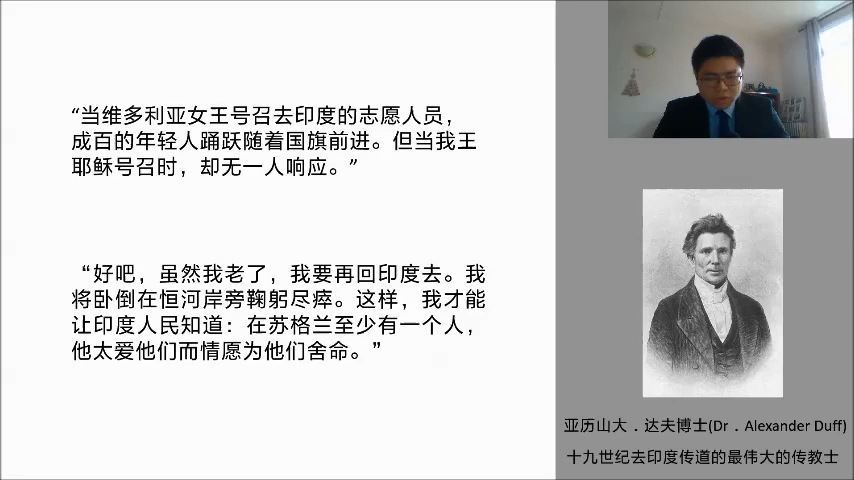 “当维多利亚女王号召去印度的志愿人员，
成百的年轻人踊跃随着国旗前进。但当我王
耶稣号召时，却无一人响应。”
“好吧，虽然我老了，我要再回印度去。我
将卧倒在恒河岸旁鞠躬尽瘁。这样，我才能
让印度人民知道：在苏格兰至少有一个人，
他太爱他们而情愿为他们舍命。”
亚历山大．达夫博士(Dr．Alexander Duff)
十九世纪去印度传道的最伟大的传教士